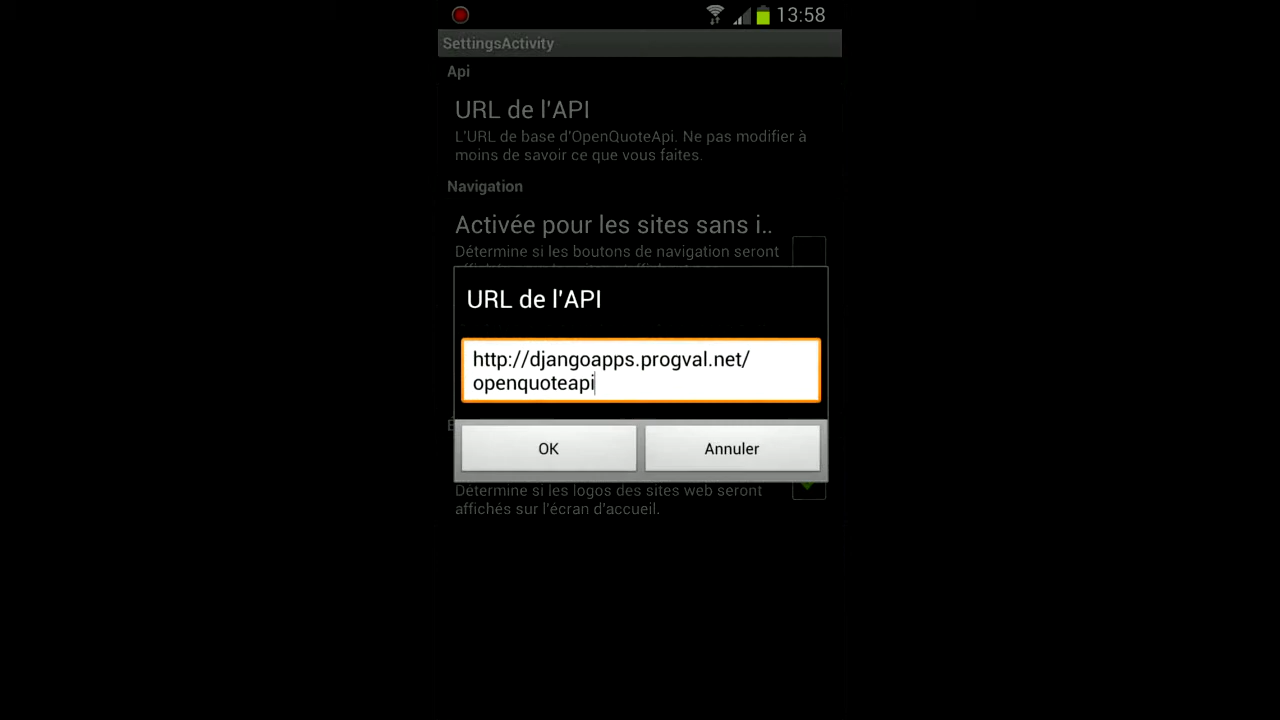 13:58
SettingsActivity
Api
URL de l'API
L'URL de base d'OpenQuoteApi. Ne pas modifier à
moins de savoir ce que vous faites.
Navigation
Activée pour les sites sans i..
Détermine si les boutons de navigation seront
URL de l'API
http://djangoapps.progval.net/
openquoteapi
OK
Annuler
Détermine si les logos des sites web seront
affichés sur l'écran d'accueil.